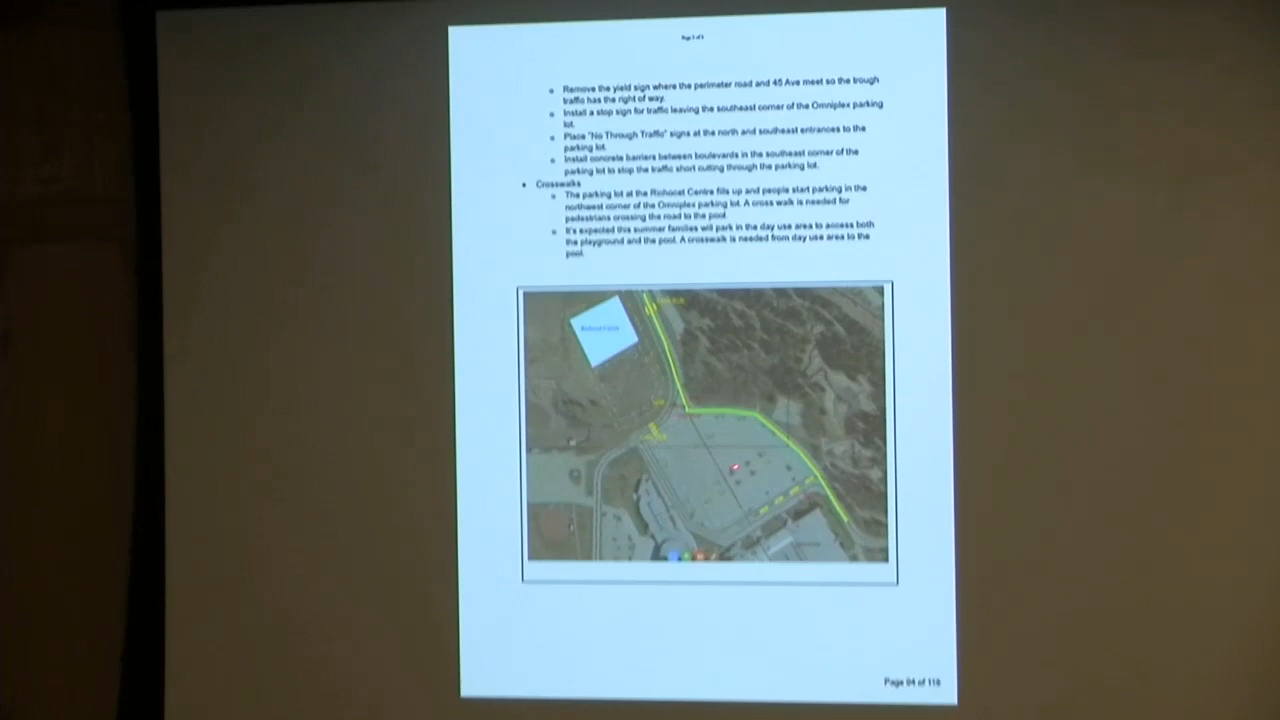 Remove the yield sign where the perimeter road and 45 Ave meet so the trough
traffic has the right of way.
Install a stop sign for traffic leaving the southeast corner of the Omniplex parking
lot.
Place "No Through Traffic" signs at the north and southeast entrances to the
parking lot.
Install concrete barriers between boulevards in the southeast corner of the
parking lot to stop the traffic short cutting through the parking lot.
Crosswalks
The parking lot at the Richocet Centre fills up and people start parking in the
northwest corner of the Omniplex parking lot. A cross walk is needed for
pedestrians crossing the road to the pool.
It's expected this summer families will park in the day use area to access both
the playground and the pool. A crosswalk is needed from day use area to the
pool.
Page 94 of 118